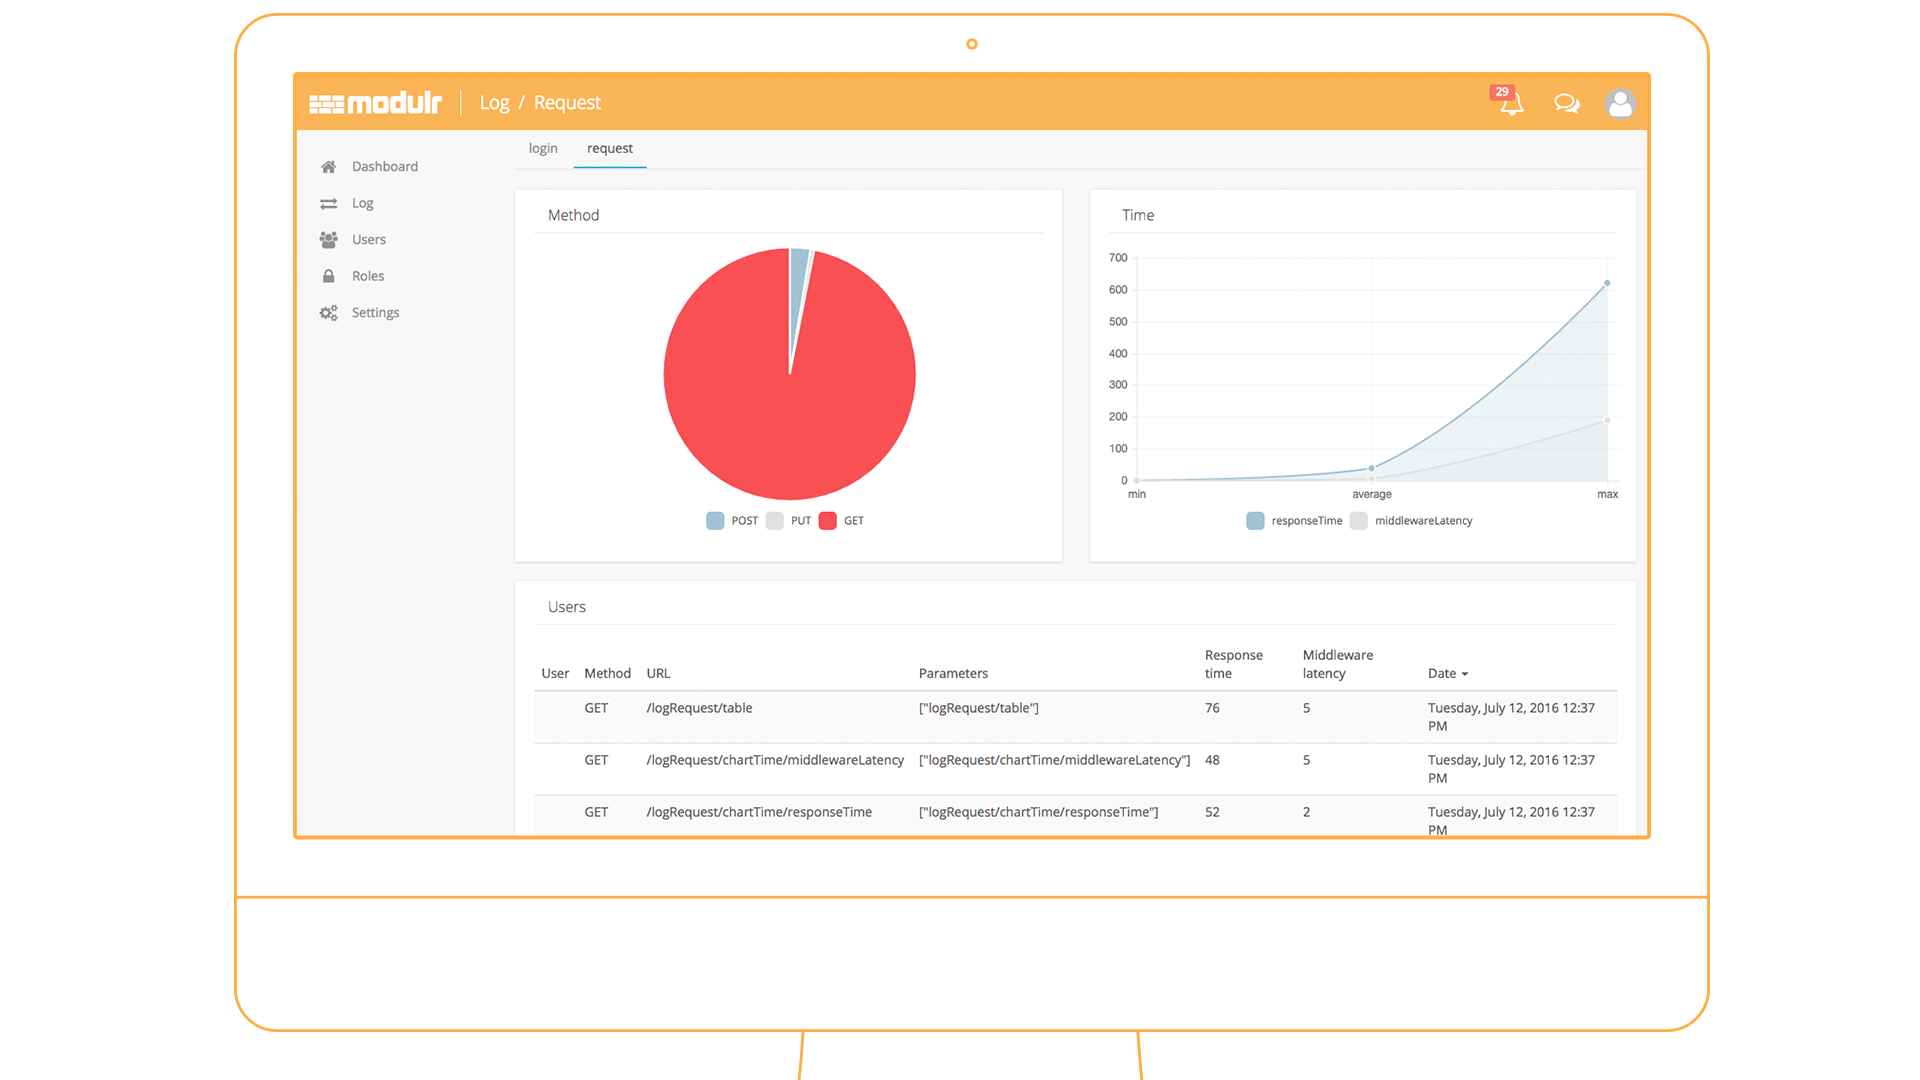 modulr
Log / Request
29
Dashboard
Log
Users
Roles
Settings
login
request
Method
POST
PUT
GET
Time
700
600
500
400
300
200
100
0
min
average
max
responseTime
middlewareLatency
Users
User Method URL Parameters Response time Middleware latency Date
GET /logRequest/table ["logRequest/table"] 76 5 Tuesday, July 12, 2016 12:37
PM
GET /logRequest/chartTime/middlewareLatency ["logRequest/chartTime/middlewareLatency"] 48 5 Tuesday, July 12, 2016 12:37
PM
GET /logRequest/chartTime/responseTime ["logRequest/chartTime/responseTime"] 52 2 Tuesday, July 12, 2016 12:37
PM